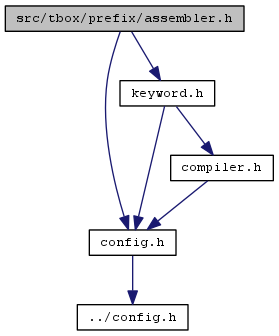 src/tbox/prefix/assembler.h
keyword.h
compiler.h
config.h
../config.h